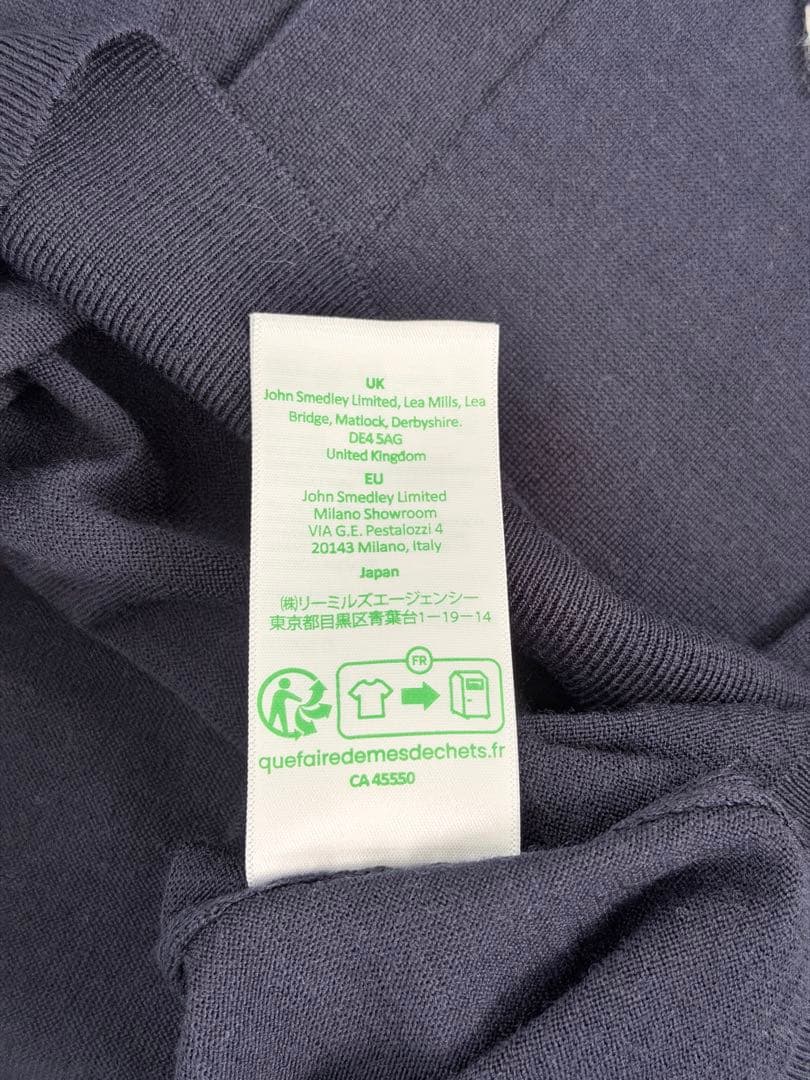 UK
John Smedley Limited, Lea Mills, Lea
Bridge, Matlock, Derbyshire.
DE4 5AG
United Kingdom
EU
John Smedley Limited
Milano Showroom
VIA G.E. Pestalozzi 4
20143 Milano, Italy
Japan
㈱リーミルズエージェンシー
東京都目黒区青葉台1－19－14
FR
quefairedemesdechets.fr
CA 45550